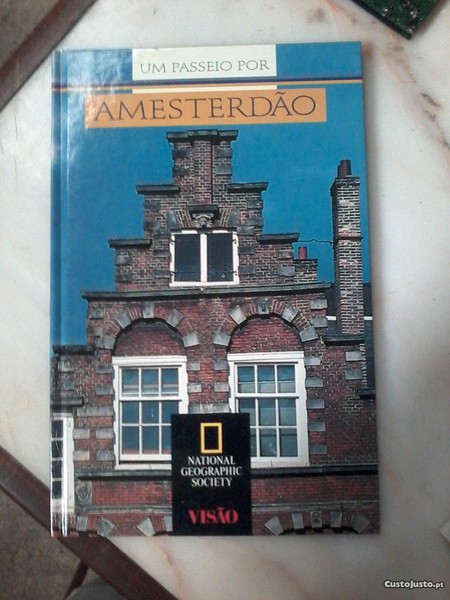 UM PASSEIO POR
AMESTERDÃO
NATIONAL
GEOGRAPHIC
SOCIETY
VISÃO
CustoJusto.pt